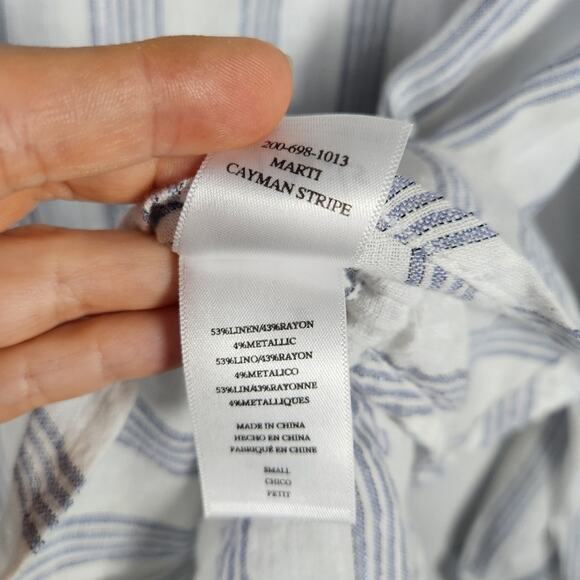 200-698-1013
MARTI
CAYMAN STRIPE
53%LINEN/43%RAYON
4%METALLIC
53%LINO/43%RAYON
4%METALICO
53%LIN/43%RAYONNE
4%METALLIQUES
MADE IN CHINA
HECHO EN CHINA
FABRIQUÉ EN CHINE
SMALL
CHICO
PETIT